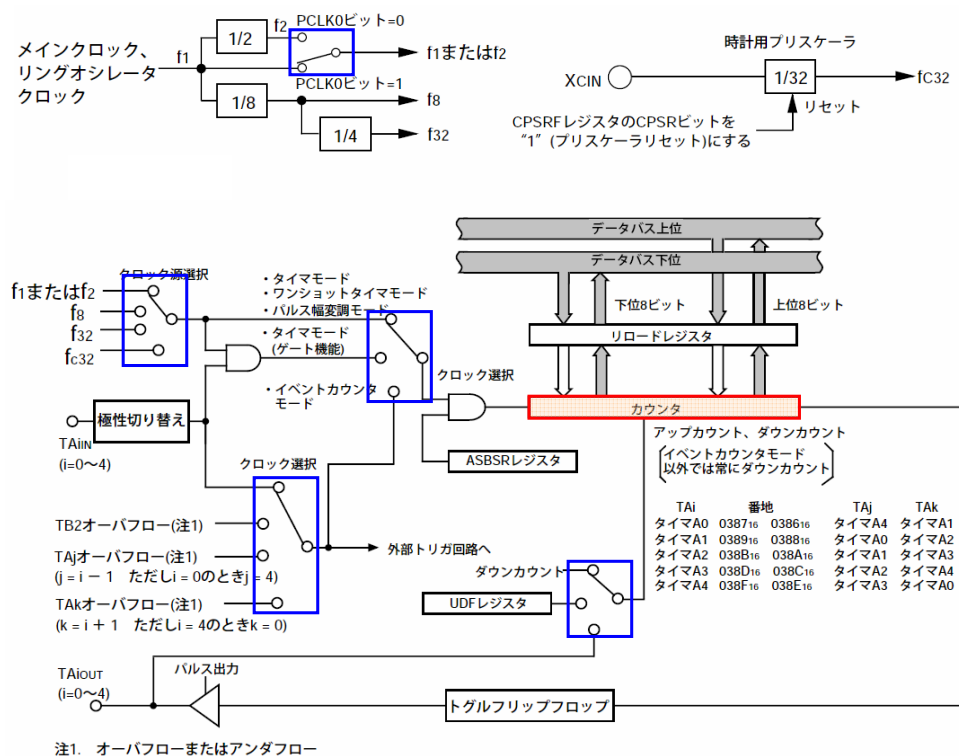 メインクロック、
リングオシレータ
クロック
f1
1/2
f2
PCLK0ビット=0
f1またはf2
PCLK0ビット=1
1/8
f8
1/4
f32
時計用プリスケーラ
XCIN
1/32
fC32
リセット
CPSRFレジスタのCPSRビットを
“1”(プリスケーラリセット)にする
データバス上位
データバス下位
下位8ビット
上位8ビット
リロードレジスタ
クロック源選択
f1またはf2
f8
f32
fC32
・タイマモード
・ワンショットタイマモード
・パルス幅変調モード
・タイマモード
(ゲート機能)
・イベントカウンタ
モード
クロック選択
カウンタ
極性切り替え
TAiIN
(i=0〜4)
ASBSRレジスタ
アップカウント、ダウンカウント
イベントカウンタモード
以外では常にダウンカウント
クロック選択
TB2オーバフロー(注1)
TAjオーバフロー(注1)
(j = i − 1 ただしi = 0のときj = 4)
TAkオーバフロー(注1)
(k = i + 1 ただしi = 4のときk = 0)
外部トリガ回路へ
TAi 番地 TAj TAk
タイマA0 038716 038616 タイマA4 タイマA1
タイマA1 038916 038816 タイマA0 タイマA2
タイマA2 038B16 038A16 タイマA1 タイマA3
タイマA3 038D16 038C16 タイマA2 タイマA4
タイマA4 038F16 038E16 タイマA3 タイマA0
ダウンカウント
UDFレジスタ
パルス出力
TAiOUT
(i=0〜4)
トグルフリップフロップ
注1. オーバフローまたはアンダフロー